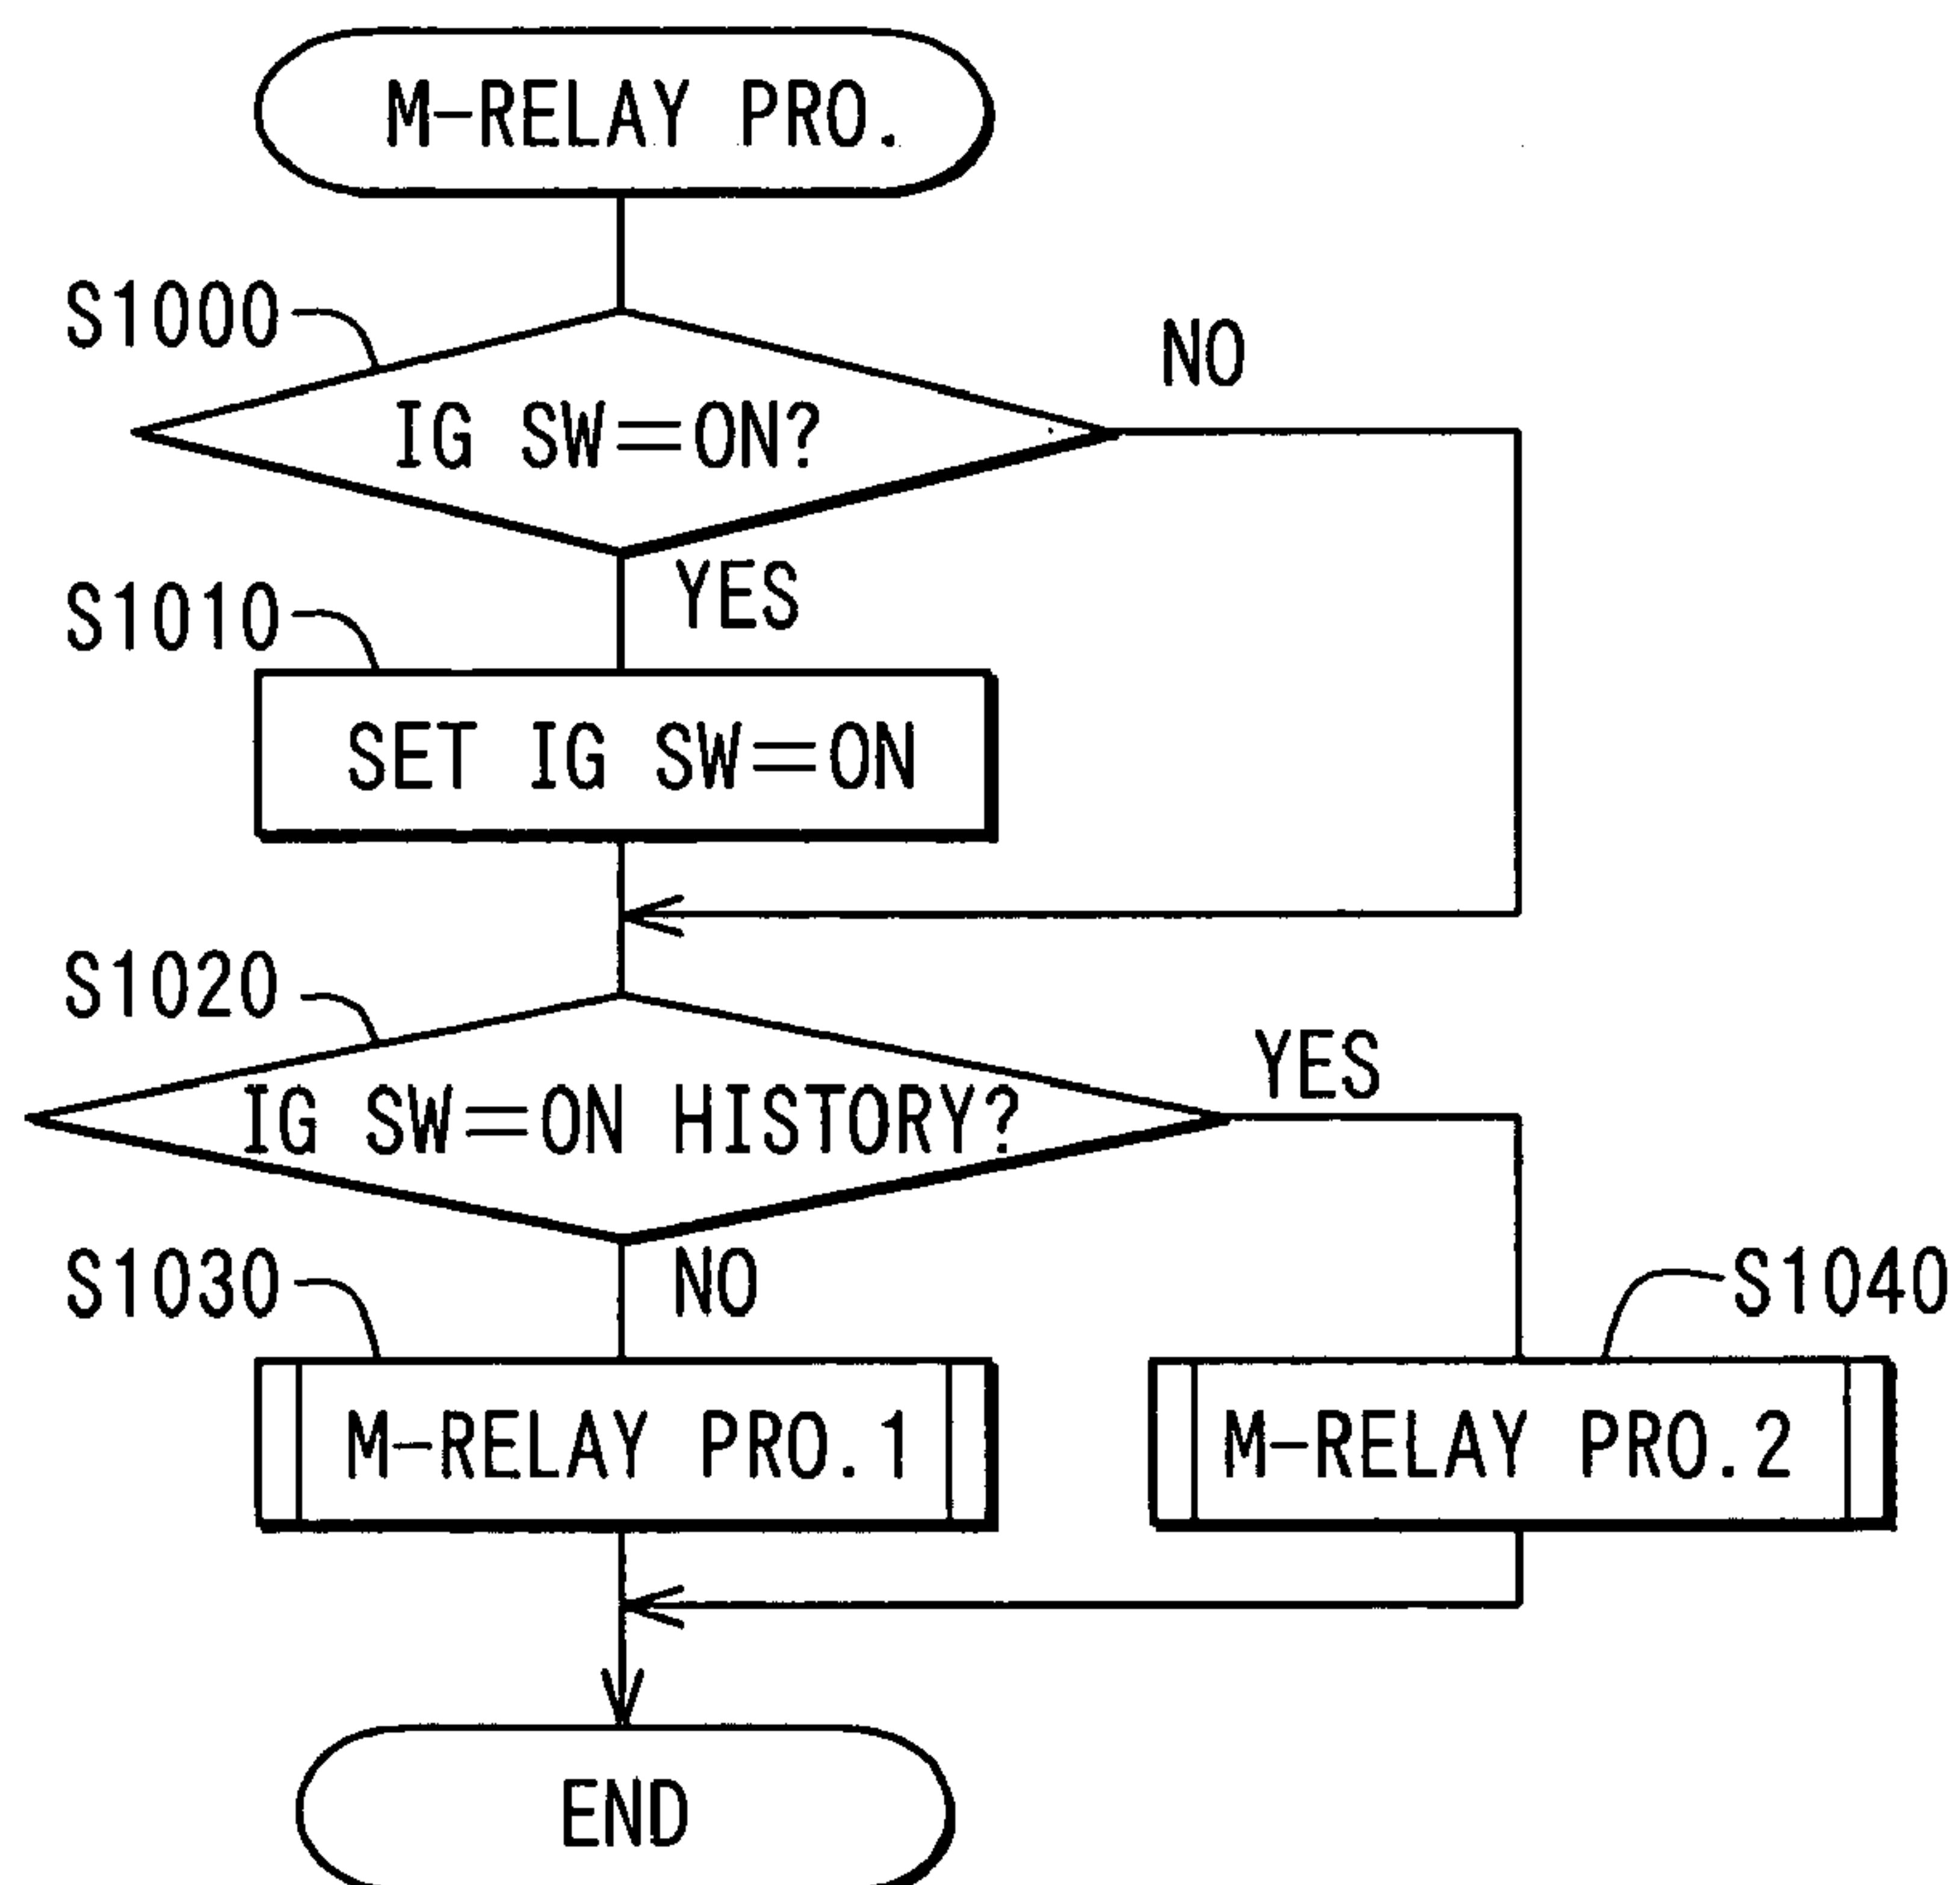 M-RELAY PRO.
S1000
NO
IG SW=ON?
YES
S1010
SET IG SW=ON
S1020
YES
IG SW=ON HISTORY?
S1030
NO
S1040
M-RELAY PRO.1
M-RELAY PRO.2
END